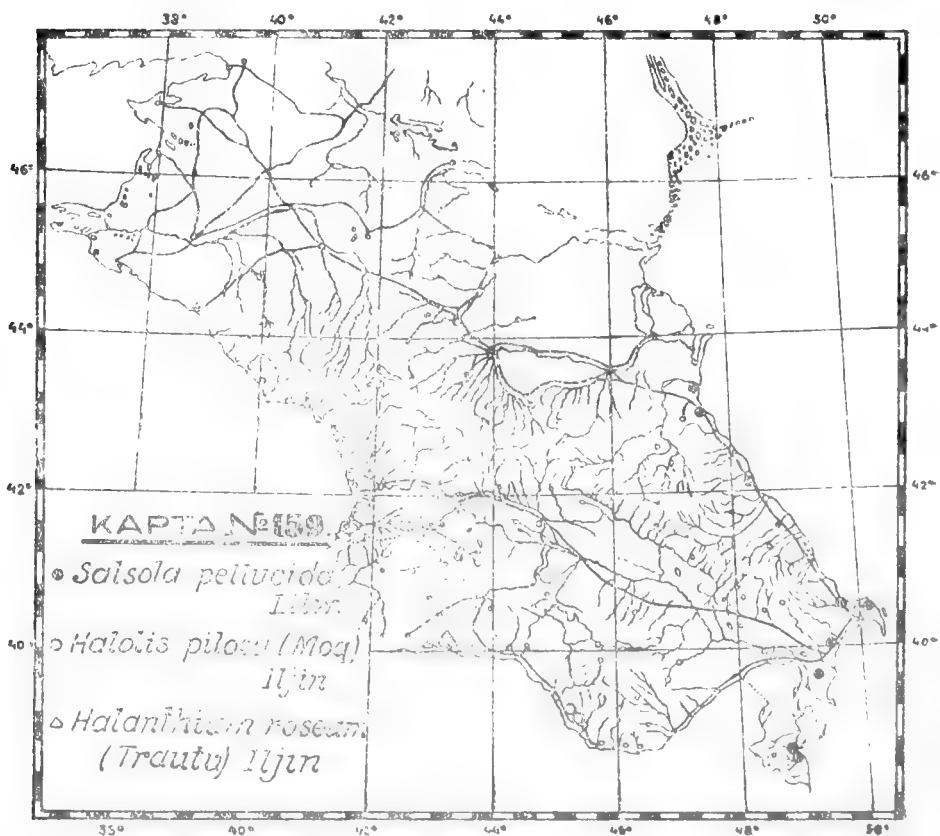 38° 40° 42° 44° 46° 48° 50°
46° 46°
44° 44°
42° 42°
КАРТА №159
Salsola pellucida
Litw.
40° Halotis pilosa (Moq) 40°
Iljin
Halanthium roseum
(Trautv) Iljin
35° 40° 42° 44° 46° 48° 50°